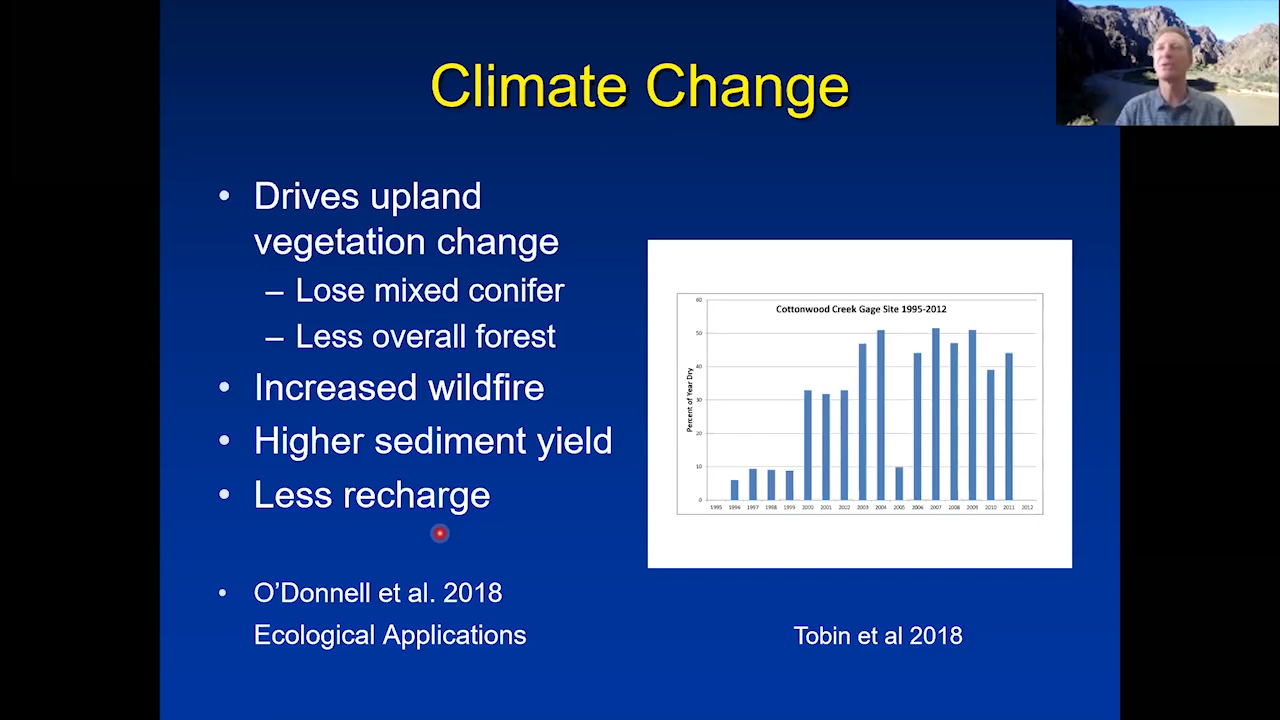 Climate Change
• Drives upland
vegetation change
– Lose mixed conifer
– Less overall forest
• Increased wildfire
• Higher sediment yield
• Less recharge
• O’Donnell et al. 2018
Ecological Applications
Cottonwood Creek Gage Site 1995-2012
Percent of Year Dry
60
50
40
30
20
10
0
1995 1996 1997 1998 1999 2000 2001 2002 2003 2004 2005 2006 2007 2008 2009 2010 2011 2012
Tobin et al 2018